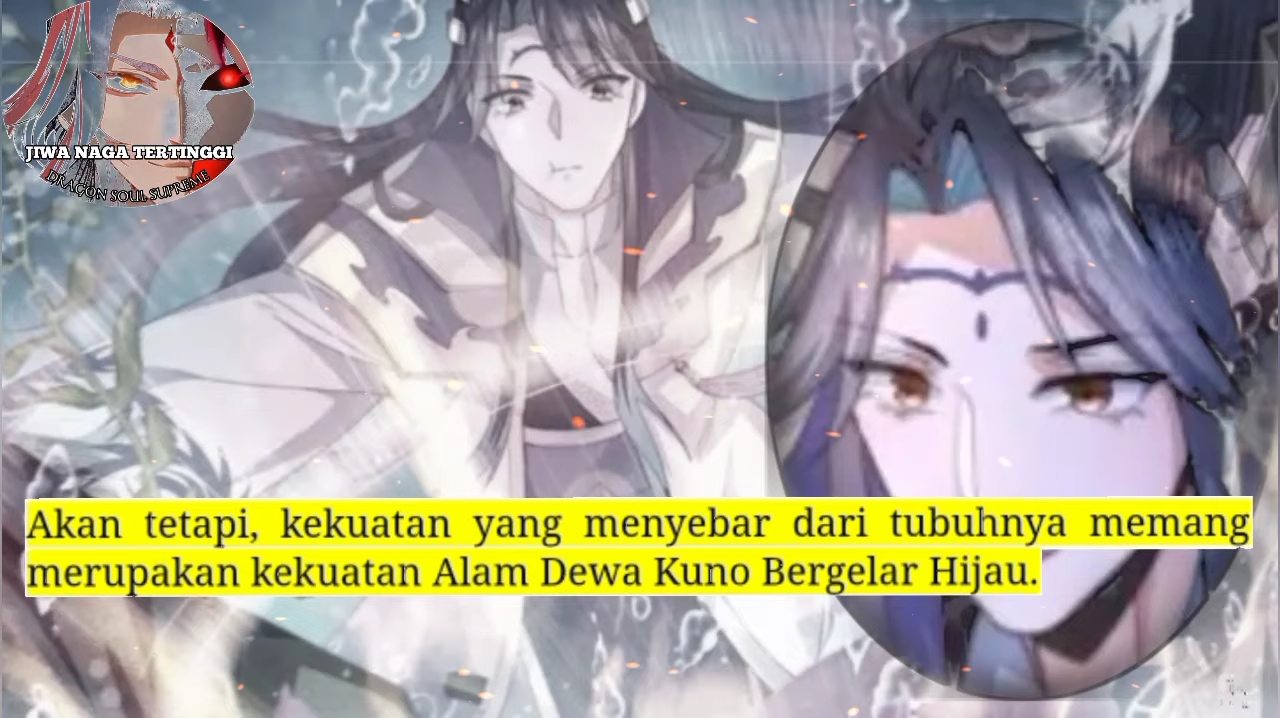 JIWA NAGA TERTINGGI
DRAGON SOUL SUPREME
Akan tetapi, kekuatan yang menyebar dari tubuhnya memang
merupakan kekuatan Alam Dewa Kuno Bergelar Hijau.